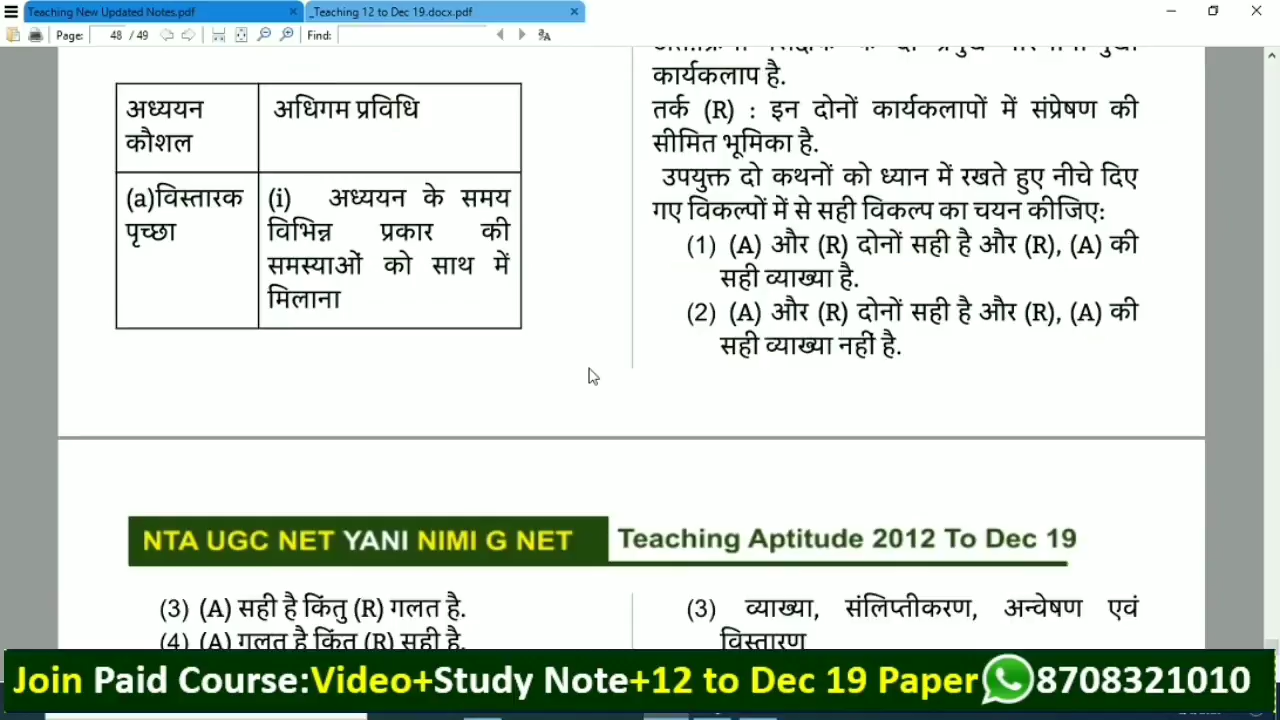 Teaching New Updated Notes.pdf
_Teaching 12 to Dec 19.docx.pdf
Page: 48 / 49 Find:
अध्ययन
कौशल
अधिगम प्रविधि
(a)विस्तारक
पृच्छा
(i) अध्ययन के समय
विभिन्न प्रकार की
समस्याओं को साथ में
मिलाना
कार्यकलाप है.
तर्क (R) : इन दोनों कार्यकलापों में संप्रेषण की
सीमित भूमिका है.
उपयुक्त दो कथनों को ध्यान में रखते हुए नीचे दिए
गए विकल्पों में से सही विकल्प का चयन कीजिए:
(1) (A) और (R) दोनों सही है और (R), (A) की
सही व्याख्या है.
(2) (A) और (R) दोनों सही है और (R), (A) की
सही व्याख्या नहीं है.
NTA UGC NET YANI NIMI G NET Teaching Aptitude 2012 To Dec 19
(3) (A) सही है किंतु (R) गलत है.
(4) (A) गलत है किंतु (R) सही है.
(3) व्याख्या, संलिप्तीकरण, अन्वेषण एवं
विस्तारण
Join Paid Course:Video+Study Note+12 to Dec 19 Paper 8708321010